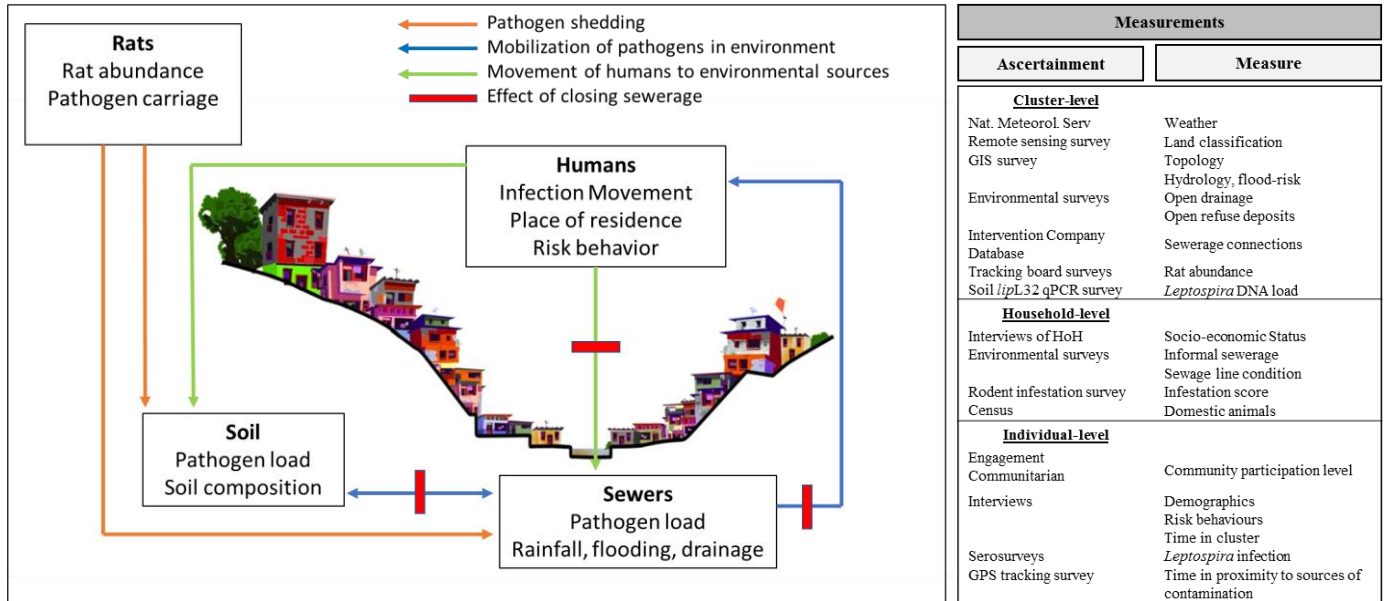 Rats
Rat abundance
Pathogen carriage
Pathogen shedding
Mobilization of pathogens in environment
Movement of humans to environmental sources
Effect of closing sewerage
Humans
Infection Movement
Place of residence
Risk behavior
Soil
Pathogen load
Soil composition
Sewers
Pathogen load
Rainfall, flooding, drainage
Measurements
Ascertainment Measure
Cluster-level
Nat. Meteorol. Serv Weather
Remote sensing survey Land classification
GIS survey Topology
Hydrology, flood-risk
Environmental surveys Open drainage
Open refuse deposits
Intervention Company
Database
Sewerage connections
Tracking board surveys Rat abundance
Soil lipL32 qPCR survey Leptospira DNA load
Household-level
Interviews of HoH Socio-economic Status
Environmental surveys Informal sewerage
Sewage line condition
Rodent infestation survey Infestation score
Census Domestic animals
Individual-level
Engagement
Communitarian
Community participation level
Interviews Demographics
Risk behaviours
Time in cluster
Serosurveys Leptospira infection
GPS tracking survey Time in proximity to sources of
contamination